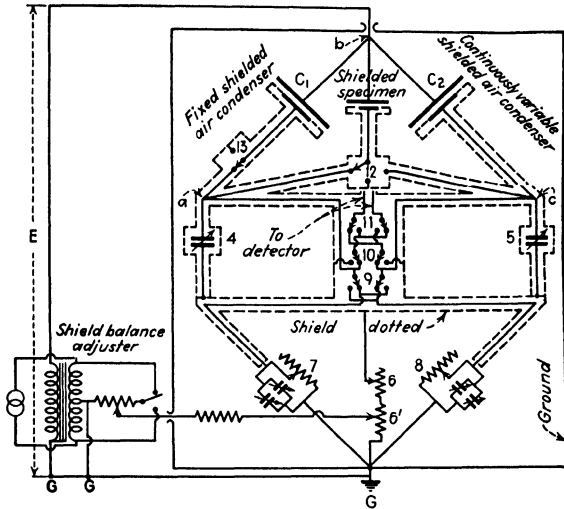 b
C1
C2
Fixed shielded
air condenser
Shielded
specimen
Continuously variable
shielded air condenser
13
12
a
c
To
detector
11
10
9
4
5
E
Shield dotted
Shield balance
adjuster
7
8
6
6'
Ground
G G
G